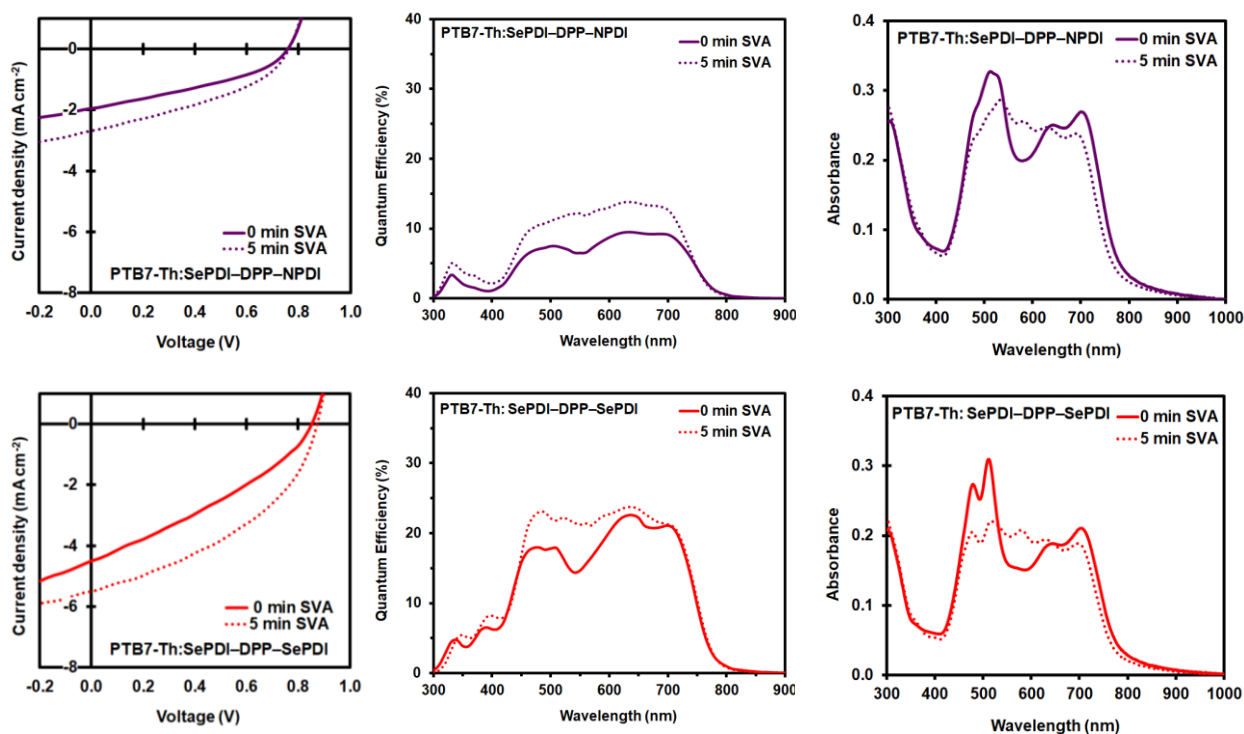 Current density (mA cm⁻²)
0
-2
-4
-6
-8
-0.2 0.0 0.2 0.4 0.6 0.8 1.0
Voltage (V)
0 min SVA
5 min SVA
PTB7-Th:SePDI–DPP–NPDI
Quantum Efficiency (%)
40
30
20
10
0
300 400 500 600 700 800 900
Wavelength (nm)
PTB7-Th:SePDI–DPP–NPDI
0 min SVA
5 min SVA
Absorbance
0.4
0.3
0.2
0.1
0.0
300 400 500 600 700 800 900 1000
Wavelength (nm)
PTB7-Th:SePDI–DPP–NPDI
0 min SVA
5 min SVA
Current density (mA cm⁻²)
0
-2
-4
-6
-8
-0.2 0.0 0.2 0.4 0.6 0.8 1.0
Voltage (V)
0 min SVA
5 min SVA
PTB7-Th:SePDI–DPP–SePDI
Quantum Efficiency (%)
40
30
20
10
0
300 400 500 600 700 800 900
Wavelength (nm)
PTB7-Th: SePDI–DPP–SePDI
0 min SVA
5 min SVA
Absorbance
0.4
0.3
0.2
0.1
0.0
300 400 500 600 700 800 900 1000
Wavelength (nm)
PTB7-Th: SePDI–DPP–SePDI
0 min SVA
5 min SVA